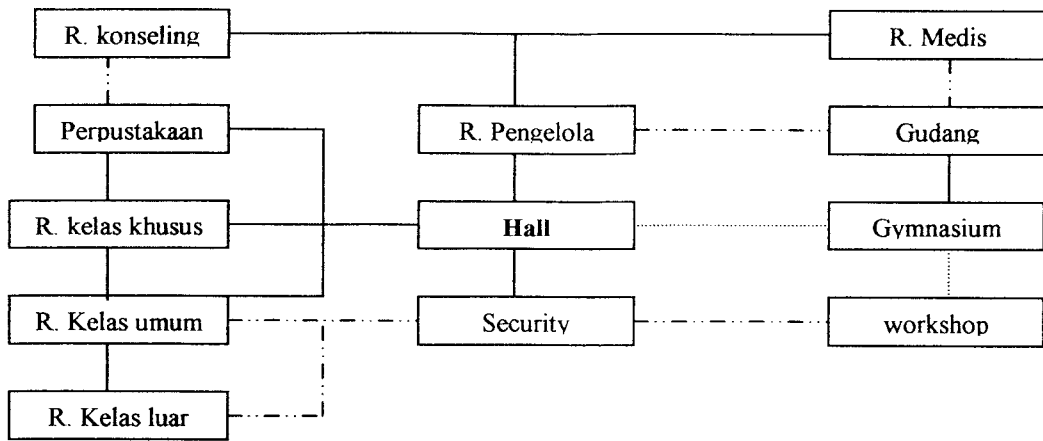 R. konseling
R. Medis
Perpustakaan
R. Pengelola
Gudang
R. kelas khusus
Hall
Gymnasium
R. Kelas umum
Security
workshop
R. Kelas luar